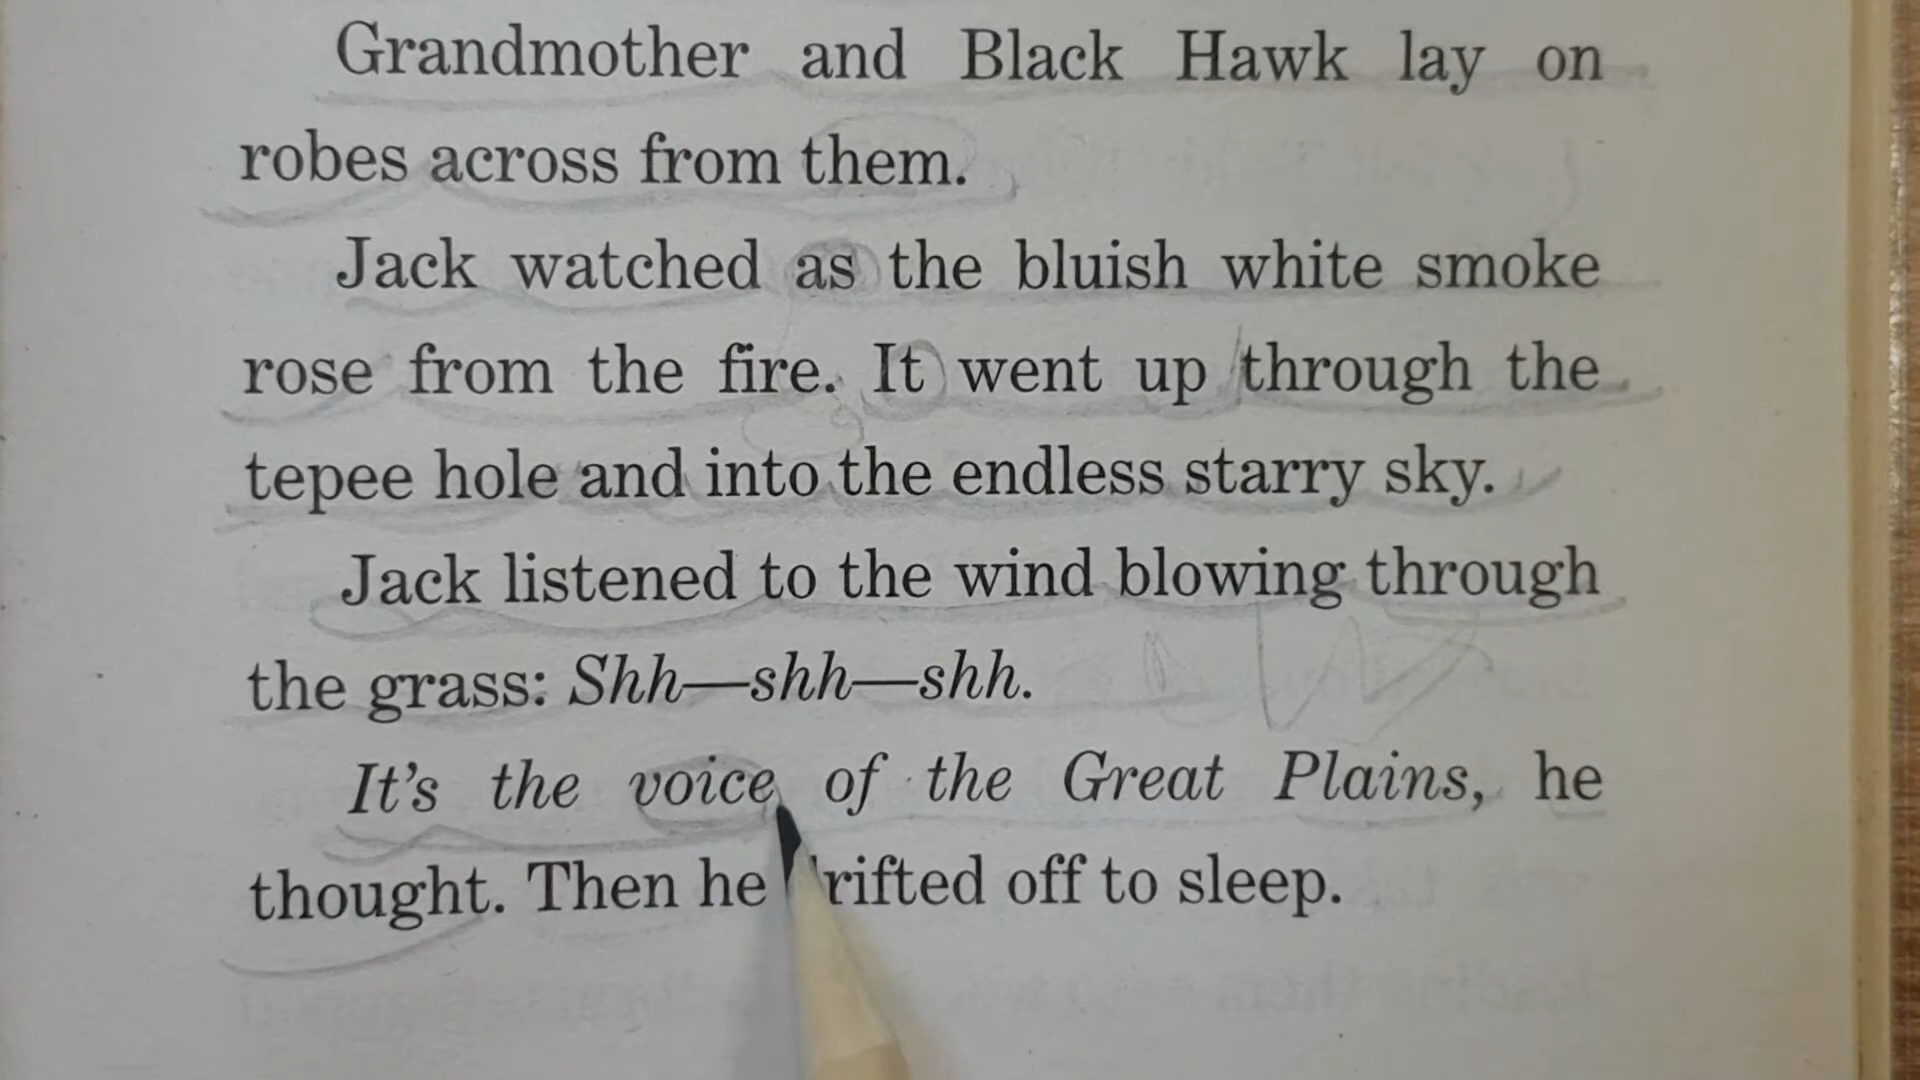 Grandmother and Black Hawk lay on
robes across from them.
Jack watched as the bluish white smoke
rose from the fire. It went up through the
tepee hole and into the endless starry sky.
Jack listened to the wind blowing through
the grass: Shh—shh—shh.
It's the voice of the Great Plains, he
thought. Then he rifted off to sleep.